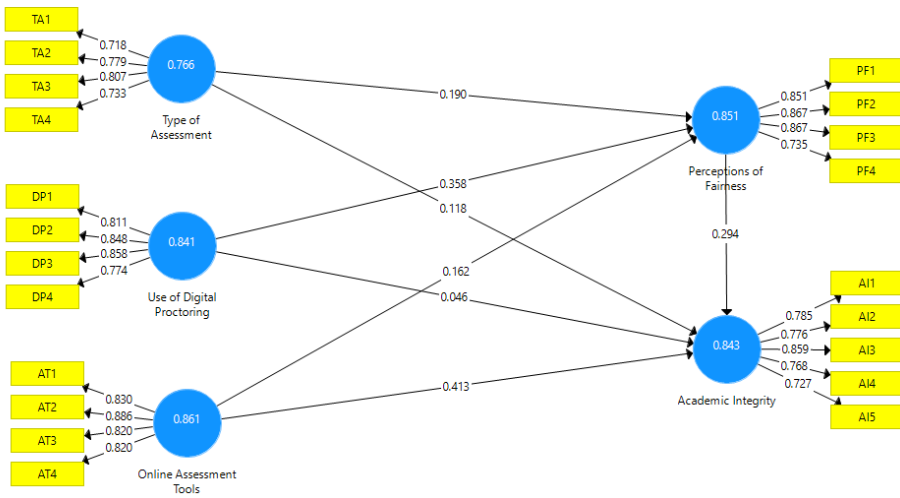 TA1
TA2
TA3
TA4
0.718
0.779
0.807
0.733
0.766
Type of
Assessment
DP1
DP2
DP3
DP4
0.811
0.848
0.858
0.774
0.841
Use of Digital
Proctoring
AT1
AT2
AT3
AT4
0.830
0.886
0.820
0.820
0.861
Online Assessment
Tools
0.190
0.358
0.118
0.162
0.046
0.413
0.851
Perceptions of
Fairness
0.294
0.843
Academic Integrity
0.851
0.867
0.867
0.735
PF1
PF2
PF3
PF4
0.785
0.776
0.859
0.768
0.727
AI1
AI2
AI3
AI4
AI5